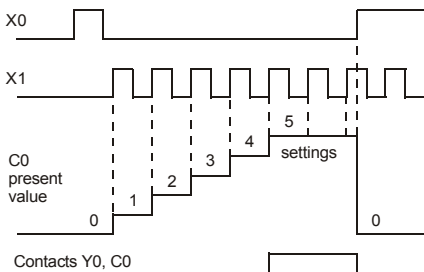 X0
X1
5
4
settings
3
C0
present
value
2
1
0
0
Contacts Y0, C0